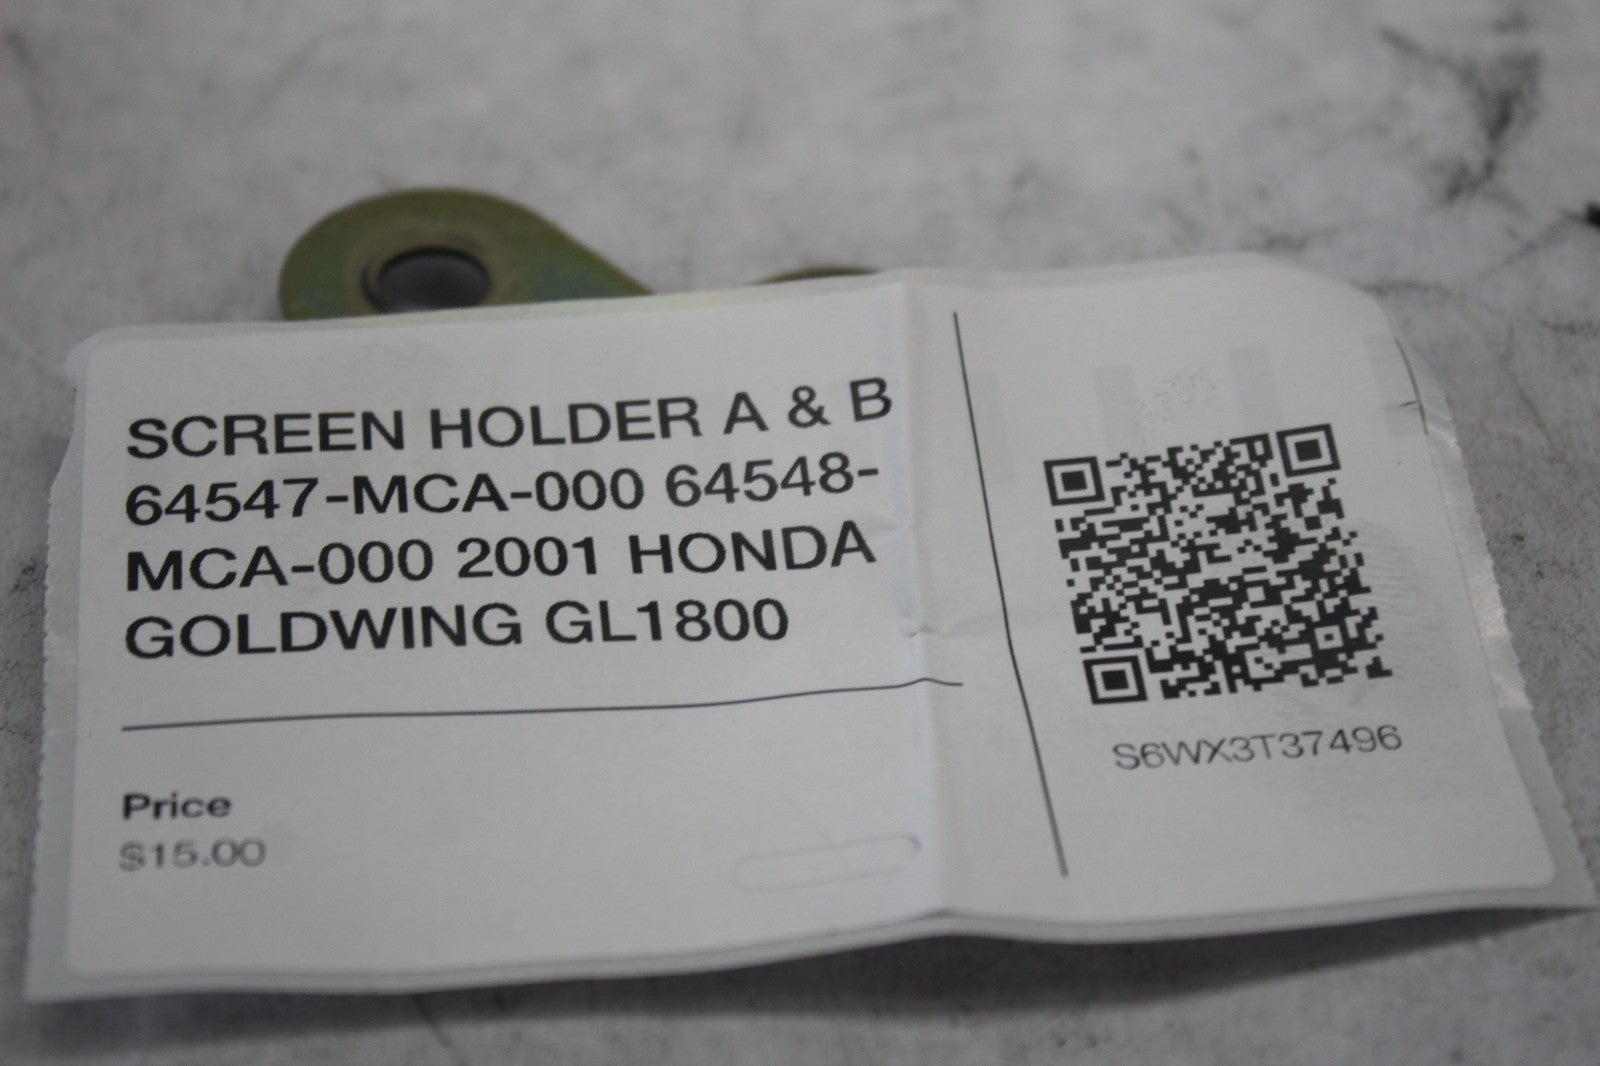 SCREEN HOLDER A & B
64547-MCA-000 64548-
MCA-000 2001 HONDA
GOLDWING GL1800
Price
$15.00
S6WX3T37496